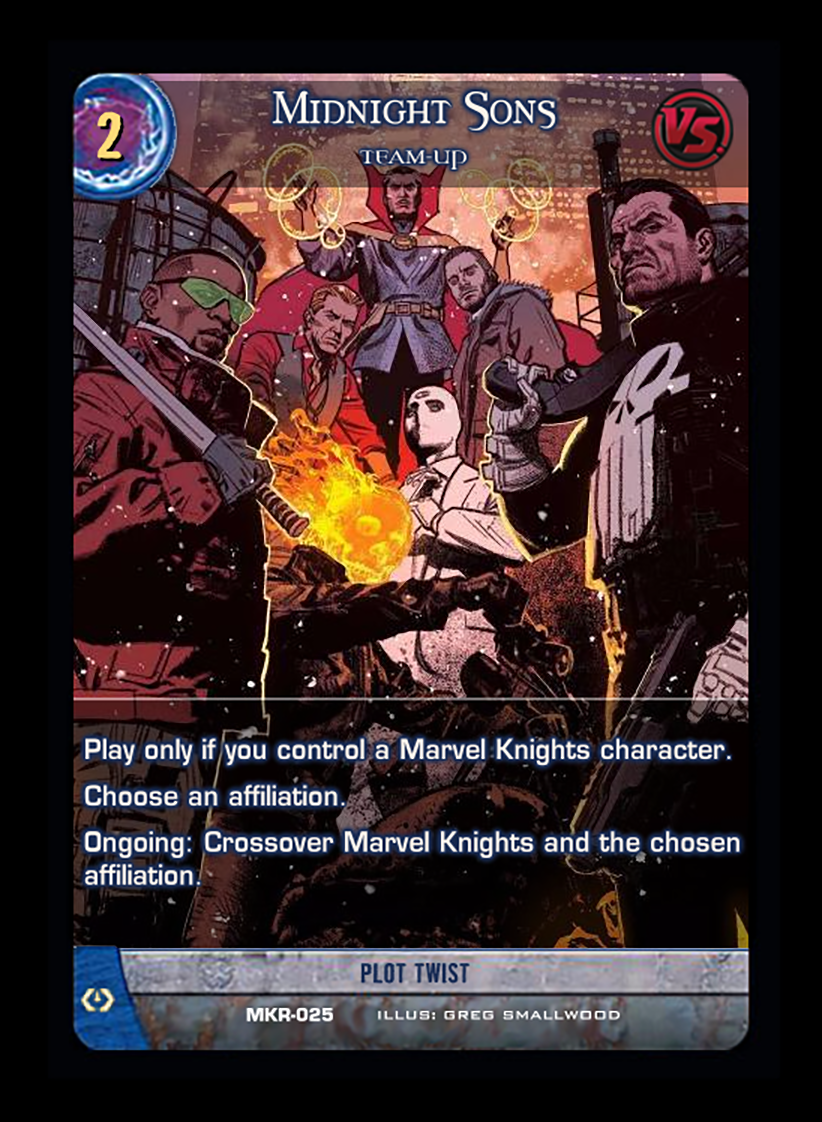 2
Midnight Sons
VS.
TEAM-UP
Play only if you control a Marvel Knights character.
Choose an affiliation.
Ongoing: Crossover Marvel Knights and the chosen
affiliation.
PLOT TWIST
MKR-025 ILLUS: GREG SMALLWOOD